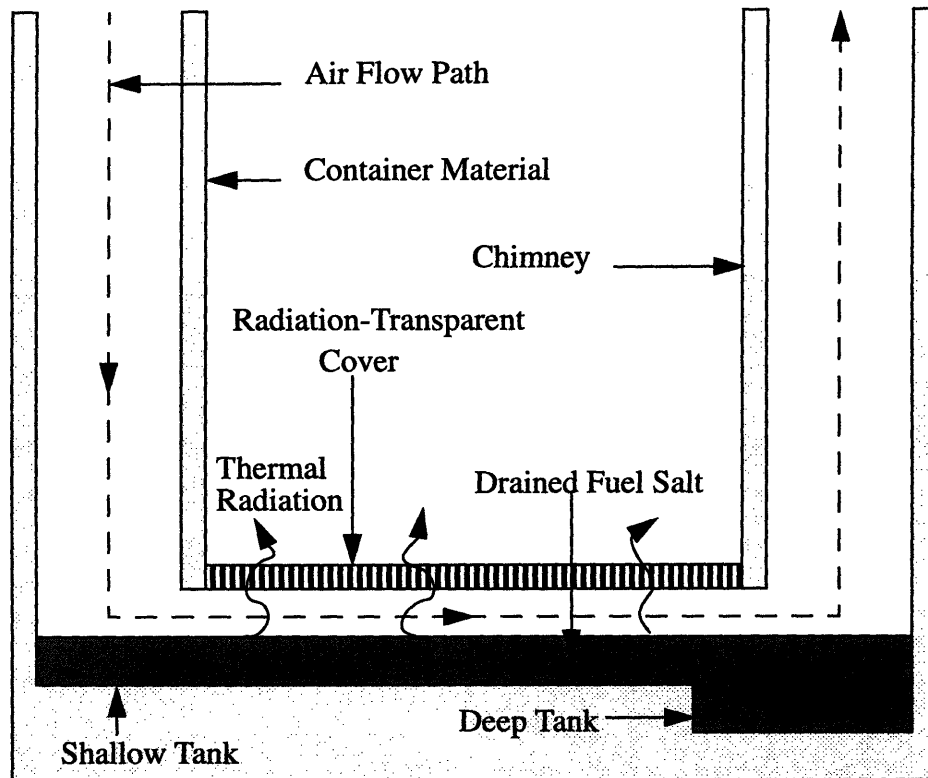 Air Flow Path
Container Material
Chimney
Radiation-Transparent
Cover
Thermal
Radiation
Drained Fuel Salt
Deep Tank
Shallow Tank